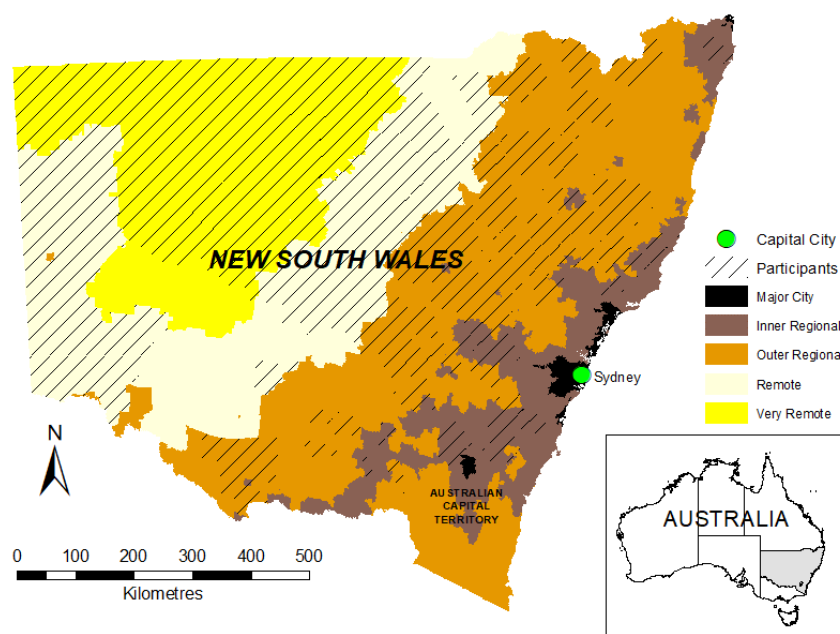 NEW SOUTH WALES
Capital City
Participants
Major City
Inner Regional
Outer Regional
Remote
Very Remote
Sydney
N
AUSTRALIAN
CAPITAL
TERRITORY
0 100 200 300 400 500
Kilometres
AUSTRALIA